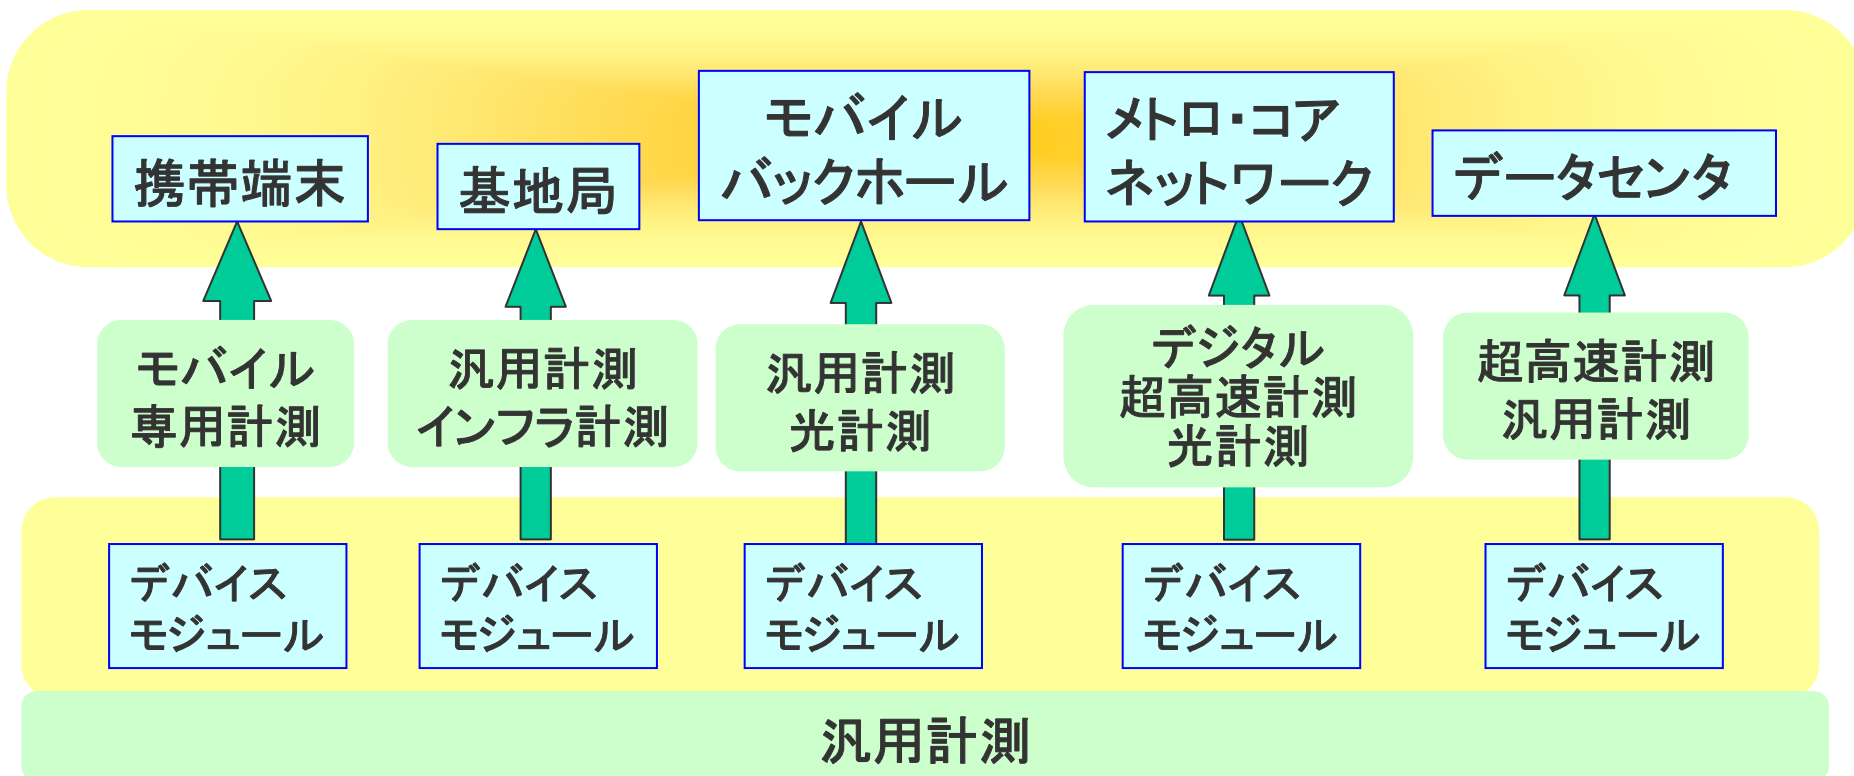 携帯端末
基地局
モバイル
バックホール
メトロ・コア
ネットワーク
データセンタ
モバイル
専用計測
汎用計測
インフラ計測
汎用計測
光計測
デジタル
超高速計測
光計測
超高速計測
汎用計測
デバイス
モジュール
デバイス
モジュール
デバイス
モジュール
デバイス
モジュール
デバイス
モジュール
汎用計測